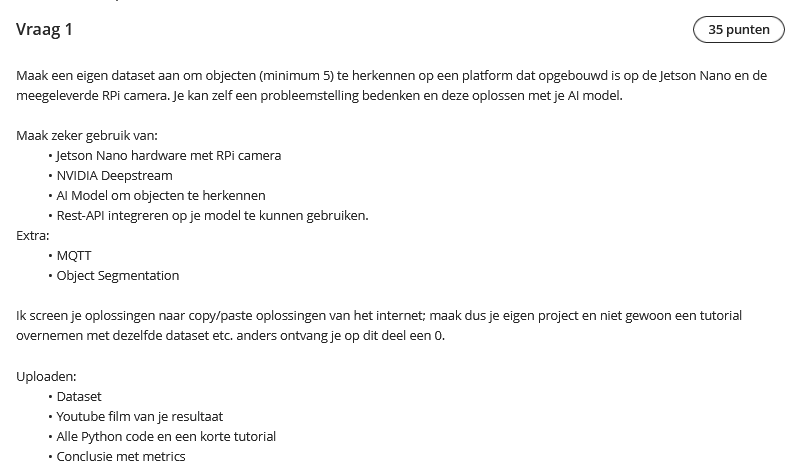 Vraag 1
35 punten
Maak een eigen dataset aan om objecten (minimum 5) te herkennen op een platform dat opgebouwd is op de Jetson Nano en de
meegeleverde RPi camera. Je kan zelf een probleemstelling bedenken en deze oplossen met je AI model.
Maak zeker gebruik van:
• Jetson Nano hardware met RPi camera
• NVIDIA Deepstream
• AI Model om objecten te herkennen
• Rest-API integreren op je model te kunnen gebruiken.
Extra:
• MQTT
• Object Segmentation
Ik screen je oplossingen naar copy/paste oplossingen van het internet; maak dus je eigen project en niet gewoon een tutorial
overnemen met dezelfde dataset etc. anders ontvang je op dit deel een 0.
Uploaden:
• Dataset
• Youtube film van je resultaat
• Alle Python code en een korte tutorial
• Conclusie met metrics